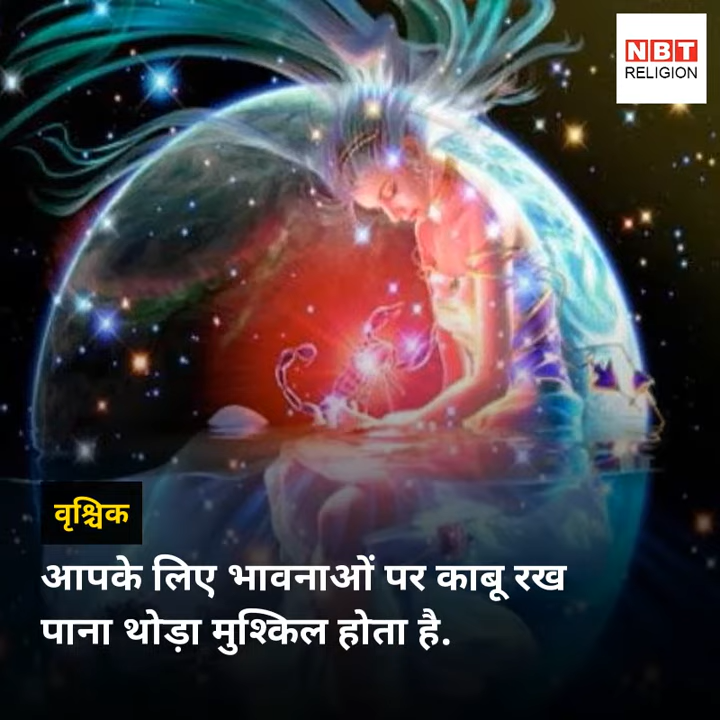 NBT
RELIGION
वृश्चिक
आपके लिए भावनाओं पर काबू रख
पाना थोड़ा मुश्किल होता है.